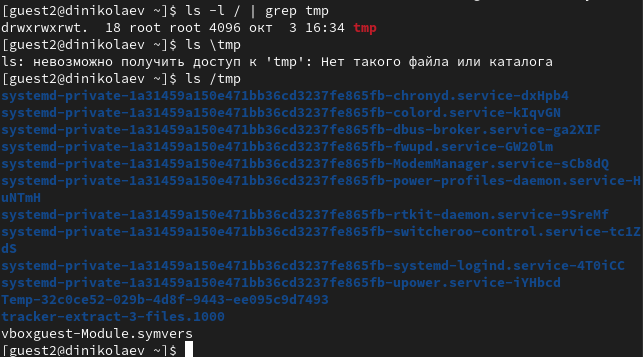 [guest2@dinikolaev ~]$ ls -l / | grep tmp
drwxrwxrwt.  18 root root 4096 окт  3 16:34 tmp
[guest2@dinikolaev ~]$ ls \tmp
ls: невозможно получить доступ к 'tmp': Нет такого файла или каталога
[guest2@dinikolaev ~]$ ls /tmp
systemd-private-1a31459a150e471bb36cd3237fe865fb-chronyd.service-dxHpb4
systemd-private-1a31459a150e471bb36cd3237fe865fb-colord.service-kIqvGN
systemd-private-1a31459a150e471bb36cd3237fe865fb-dbus-broker.service-ga2XIF
systemd-private-1a31459a150e471bb36cd3237fe865fb-fwupd.service-GW20lm
systemd-private-1a31459a150e471bb36cd3237fe865fb-ModemManager.service-sCb8dQ
systemd-private-1a31459a150e471bb36cd3237fe865fb-power-profiles-daemon.service-H
uNTmH
systemd-private-1a31459a150e471bb36cd3237fe865fb-rtkit-daemon.service-9SreMf
systemd-private-1a31459a150e471bb36cd3237fe865fb-switcheroo-control.service-tc1Z
dS
systemd-private-1a31459a150e471bb36cd3237fe865fb-systemd-logind.service-4T0iCC
systemd-private-1a31459a150e471bb36cd3237fe865fb-upower.service-iYHbcd
Temp-32c0ce52-029b-4d8f-9443-ee095c9d7493
tracker-extract-3-files.1000
vboxguest-Module.symvers
[guest2@dinikolaev ~]$